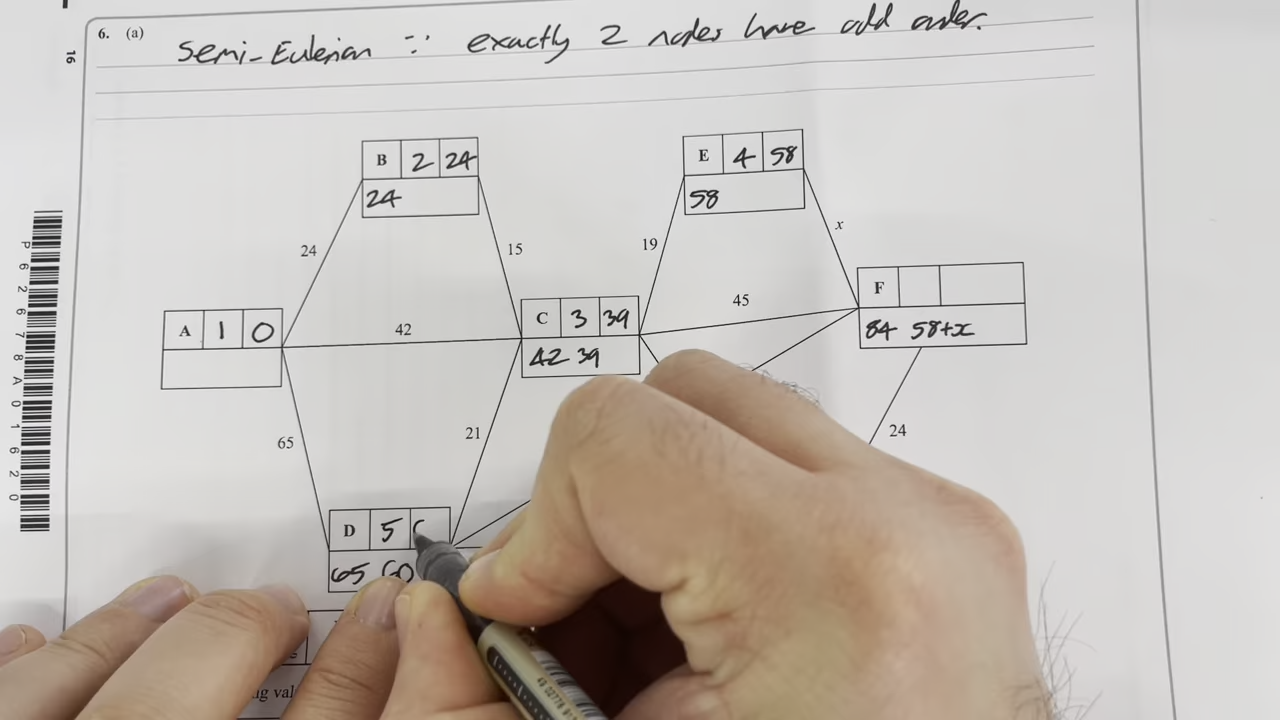 6. (a) Semi-Eulerian ∵ exactly 2 nodes have odd order.
16
P62678A01620
B 2 24
24
E 4 58
58
24
15
19
x
45
F
84 58+x
A 1 0
42
C 3 39
42 39
65
21
24
D 5
65 60